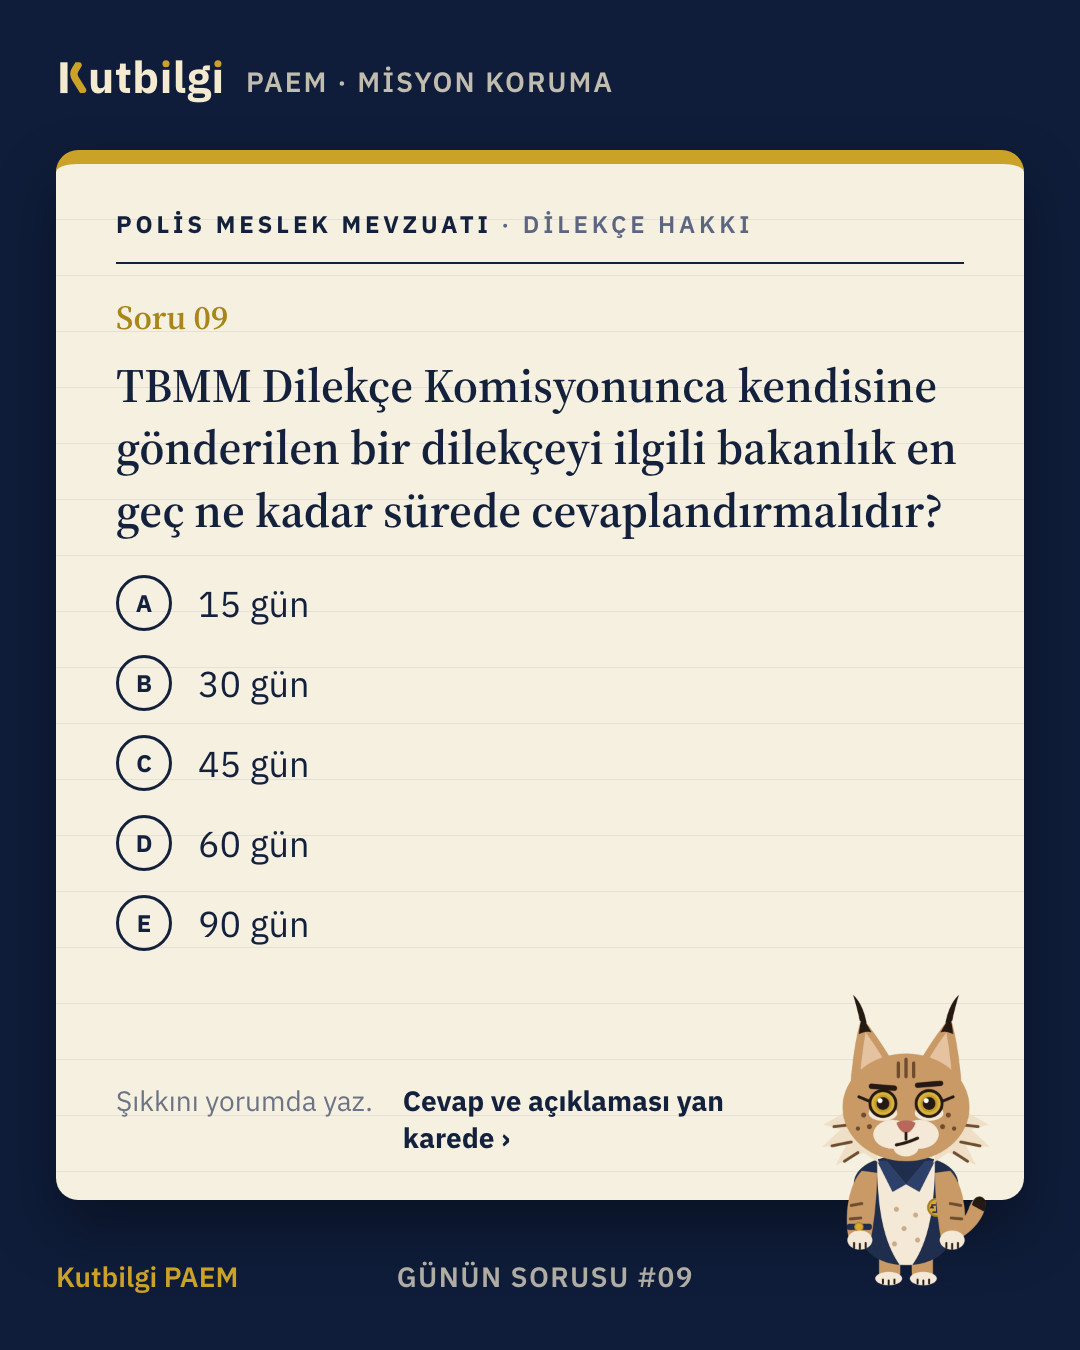 Kutbilgi PAEM · MİSYON KORUMA
POLİS MESLEK MEVZUATI · DİLEKÇE HAKKI
Soru 09
TBMM Dilekçe Komisyonunca kendisine
gönderilen bir dilekçeyi ilgili bakanlık en
geç ne kadar sürede cevaplandırmalıdır?
A 15 gün
B 30 gün
C 45 gün
D 60 gün
E 90 gün
Şıkkını yorumda yaz. Cevap ve açıklaması yan
karede ›
Kutbilgi PAEM GÜNÜN SORUSU #09